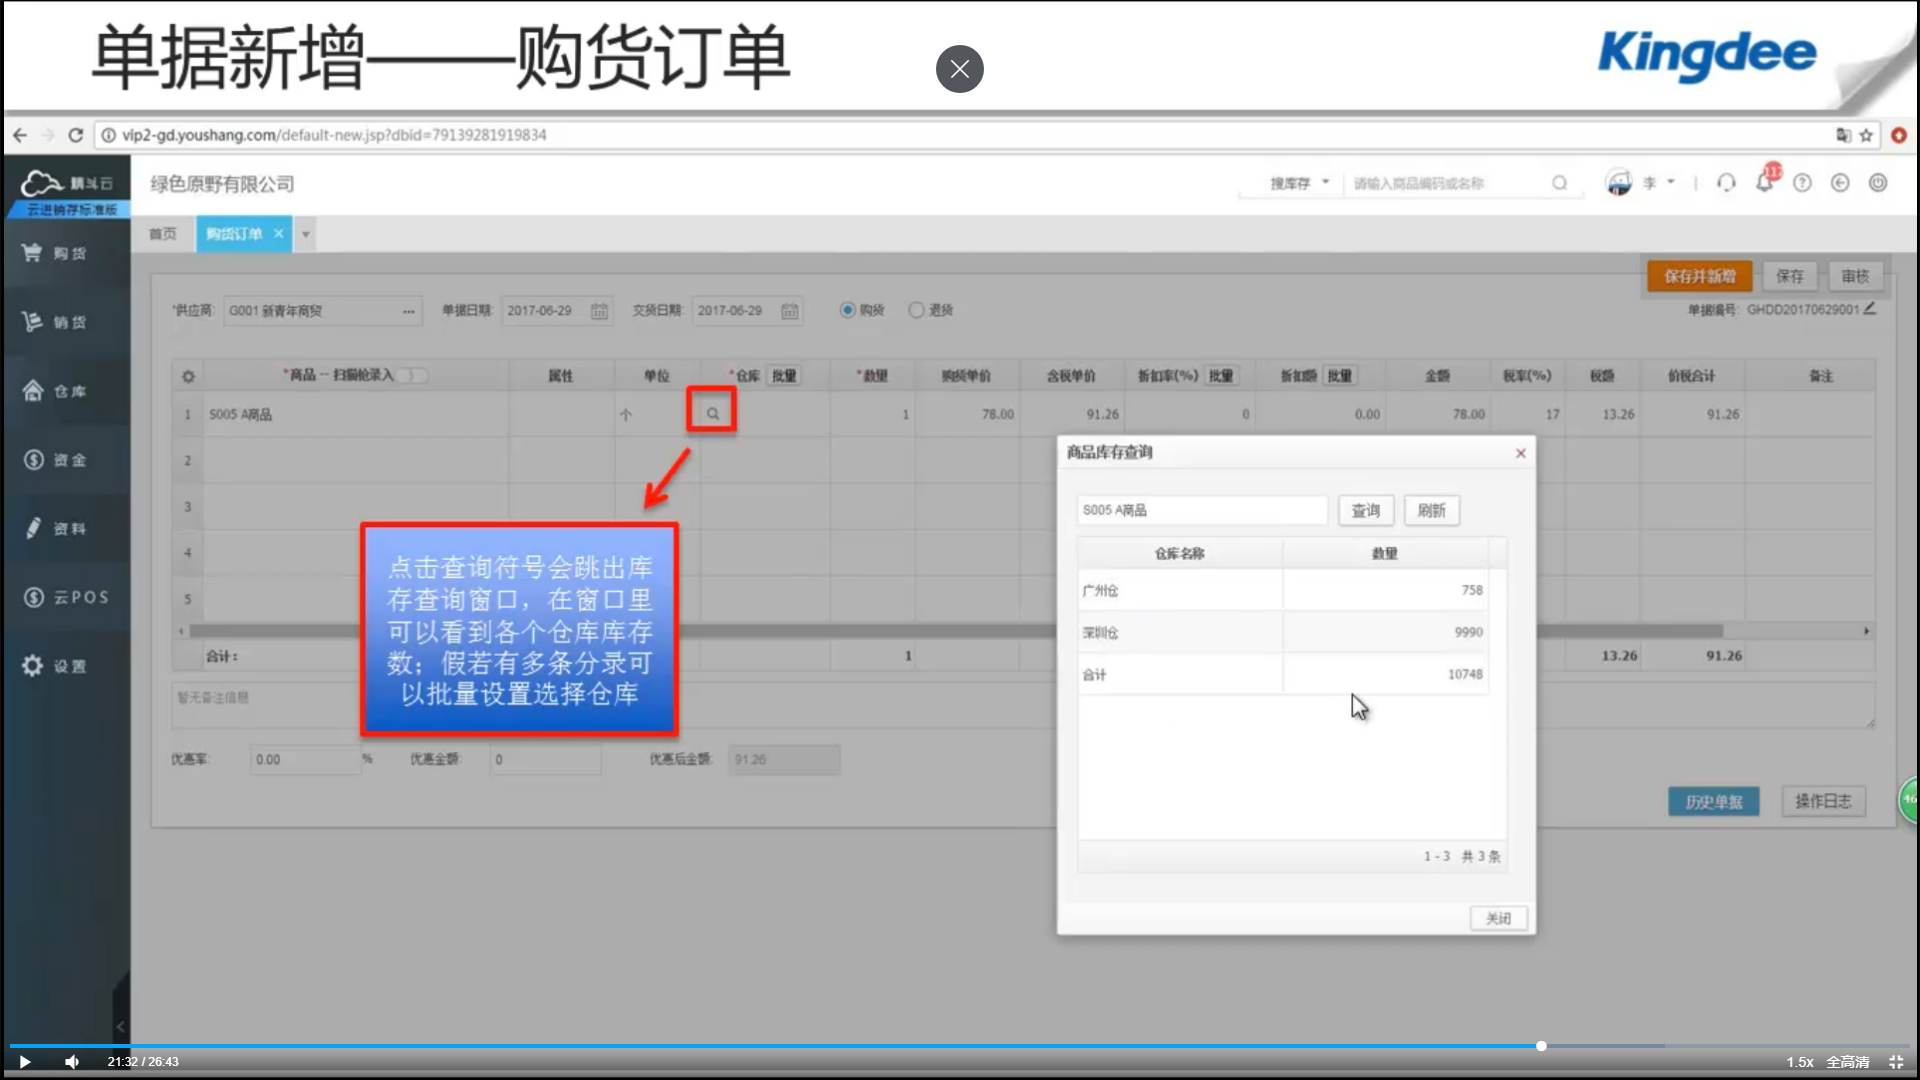 单据新增——购货订单
Kingdee
vip2-gd.youshang.com/default-new.jsp?dbid=79139281919834
精斗云
云进销存标准版
绿色原野有限公司
搜库存
请输入商品编码或名称
李
117
首页
购货订单
购货
销货
仓库
资金
资料
云POS
设置
保存并新增
保存
审核
*供应商:
G001 新青年商贸
...
单据日期:
2017-06-29
交货日期:
2017-06-29
购货
退货
单据编号: GHDD20170629001
*商品 -- 扫描枪录入
属性
单位
*仓库 批量
*数量
购货单价
含税单价
折扣率(%) 批量
折扣额 批量
金额
税率(%)
税额
价税合计
备注
1 S005 A商品 个 1 78.00 91.26 0 0.00 78.00 17 13.26 91.26
2
3
4
5
合计: 1 13.26 91.26
点击查询符号会跳出库
存查询窗口，在窗口里
可以看到各个仓库库存
数；假若有多条分录可
以批量设置选择仓库
暂无备注信息
优惠率: 0.00 %
优惠金额: 0
优惠后金额: 91.26
商品库存查询
S005 A商品
查询
刷新
仓库名称 数量
广州仓 758
深圳仓 9990
合计 10748
1 - 3 共 3 条
关闭
历史单据
操作日志
46
21:32 / 26:43
1.5x
全高清